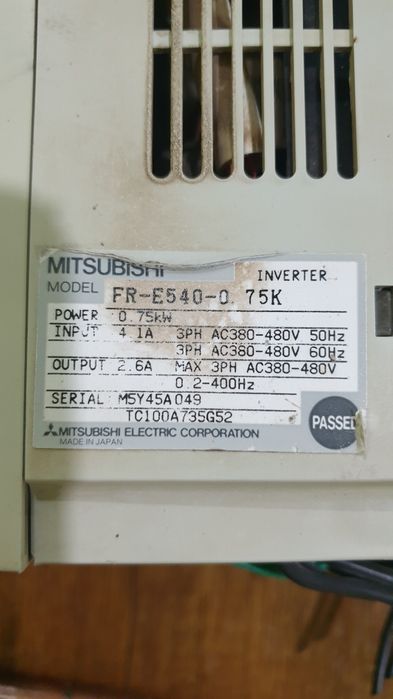 MITSUBISHI
INVERTER
MODEL FR-E540-0.75K
POWER 0.75kW
INPUT 4.1A 3PH AC380-480V 50Hz
3PH AC380-480V 60Hz
OUTPUT 2.6A MAX 3PH AC380-480V
0.2-400Hz
SERIAL: M5Y45A049
TC100A735G52
PASSED
MITSUBISHI ELECTRIC CORPORATION
MADE IN JAPAN